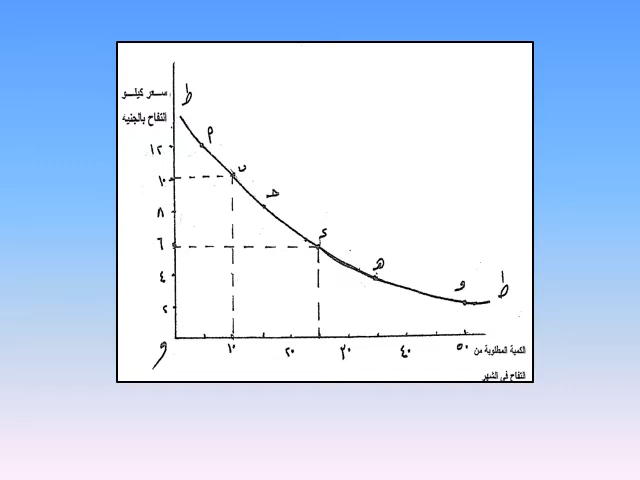 سعر كيلو
التفاح بالجنيه
ط
م
١٢
ب
١٠
حـ
٨
ء
٦
هـ
٤
و
ط
٢
و
١٠
٢٠
٣٠
٤٠
٥٠
الكمية المطلوبة من
التفاح في الشهر